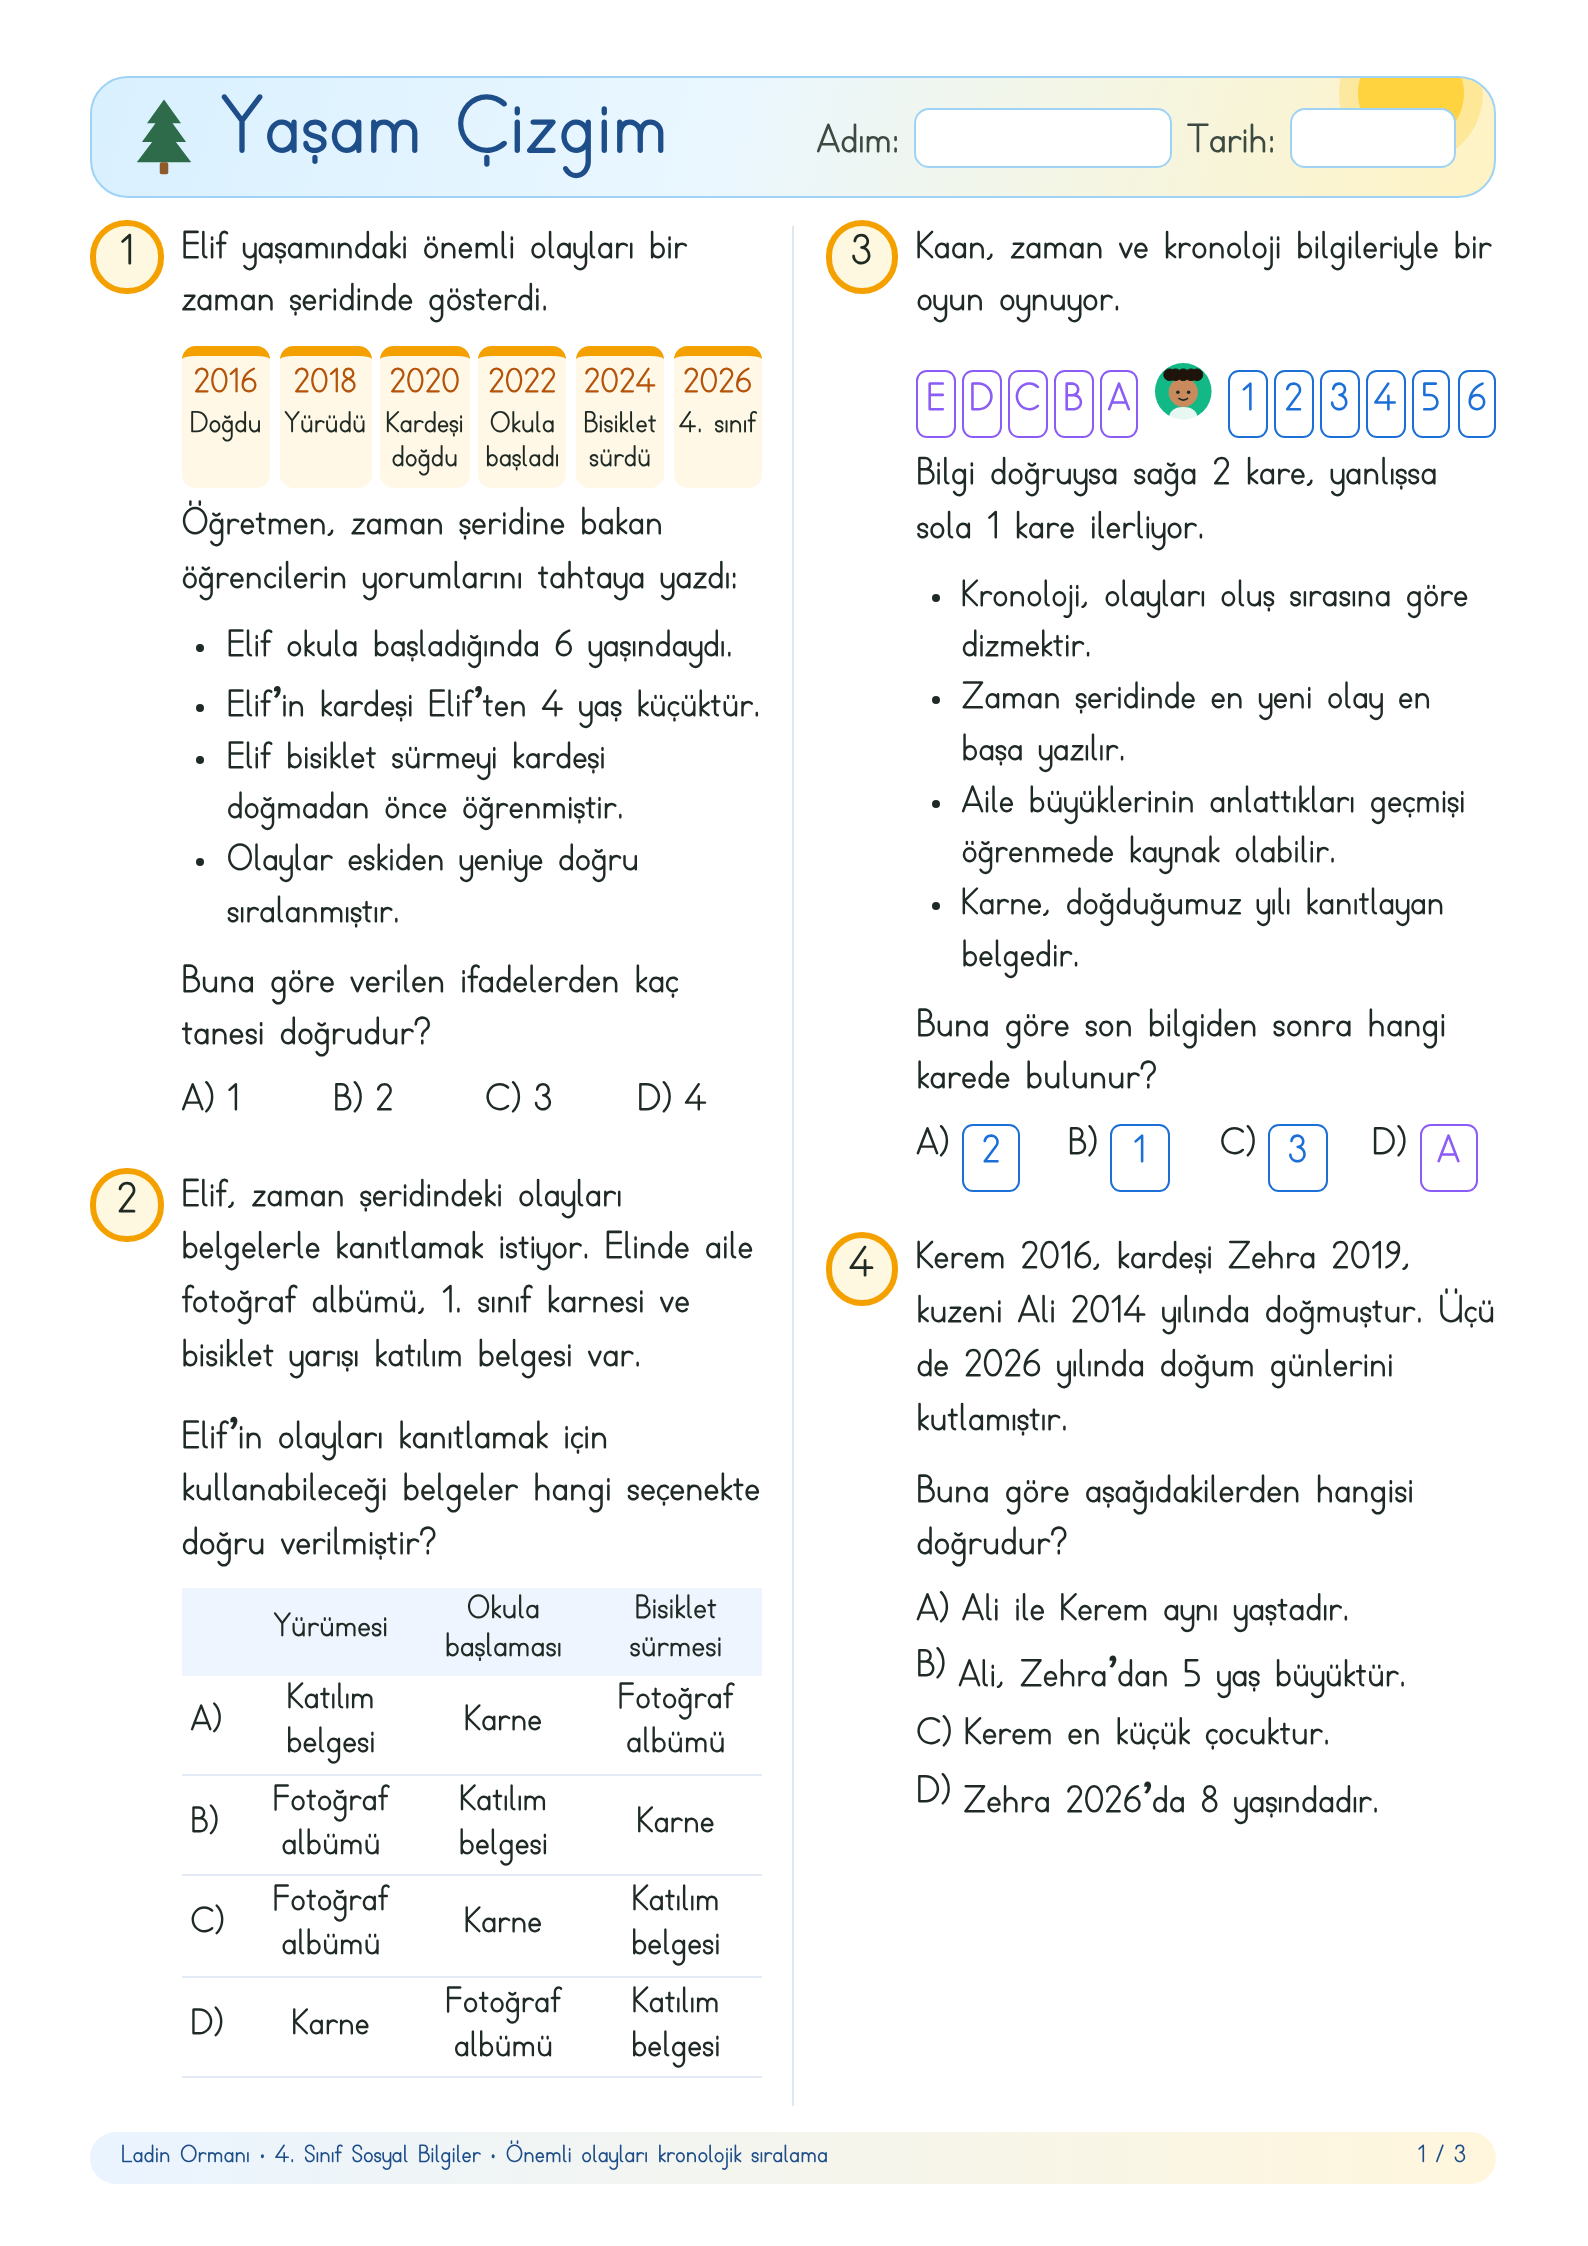 Yaşam Çizgim
Adım:
Tarih:
1
Elif yaşamındaki önemli olayları bir
zaman şeridinde gösterdi.
2016 2018 2020 2022 2024 2026
Doğdu Yürüdü Kardeşi Okula Bisiklet 4. sınıf
doğdu başladı sürdü
Öğretmen, zaman şeridine bakan
öğrencilerin yorumlarını tahtaya yazdı:
• Elif okula başladığında 6 yaşındaydı.
• Elif’in kardeşi Elif’ten 4 yaş küçüktür.
• Elif bisiklet sürmeyi kardeşi
doğmadan önce öğrenmiştir.
• Olaylar eskiden yeniye doğru
sıralanmıştır.
Buna göre verilen ifadelerden kaç
tanesi doğrudur?
A) 1 B) 2 C) 3 D) 4
2
Elif, zaman şeridindeki olayları
belgelerle kanıtlamak istiyor. Elinde aile
fotoğraf albümü, 1. sınıf karnesi ve
bisiklet yarışı katılım belgesi var.
Elif’in olayları kanıtlamak için
kullanabileceği belgeler hangi seçenekte
doğru verilmiştir?
Yürümesi Okula başlaması Bisiklet sürmesi
A) Katılım belgesi Karne Fotoğraf albümü
B) Fotoğraf albümü Katılım belgesi Karne
C) Fotoğraf albümü Karne Katılım belgesi
D) Karne Fotoğraf albümü Katılım belgesi
3
Kaan, zaman ve kronoloji bilgileriyle bir
oyun oynuyor.
E D C B A 1 2 3 4 5 6
Bilgi doğruysa sağa 2 kare, yanlışsa
sola 1 kare ilerliyor.
• Kronoloji, olayları oluş sırasına göre
dizmektir.
• Zaman şeridinde en yeni olay en
başa yazılır.
• Aile büyüklerinin anlattıkları geçmişi
öğrenmede kaynak olabilir.
• Karne, doğduğumuz yılı kanıtlayan
belgedir.
Buna göre son bilgiden sonra hangi
karede bulunur?
A) 2 B) 1 C) 3 D) A
4
Kerem 2016, kardeşi Zehra 2019,
kuzeni Ali 2014 yılında doğmuştur. Üçü
de 2026 yılında doğum günlerini
kutlamıştır.
Buna göre aşağıdakilerden hangisi
doğrudur?
A) Ali ile Kerem aynı yaştadır.
B) Ali, Zehra’dan 5 yaş büyüktür.
C) Kerem en küçük çocuktur.
D) Zehra 2026’da 8 yaşındadır.
Ladin Ormanı • 4. Sınıf Sosyal Bilgiler • Önemli olayları kronolojik sıralama
1 / 3